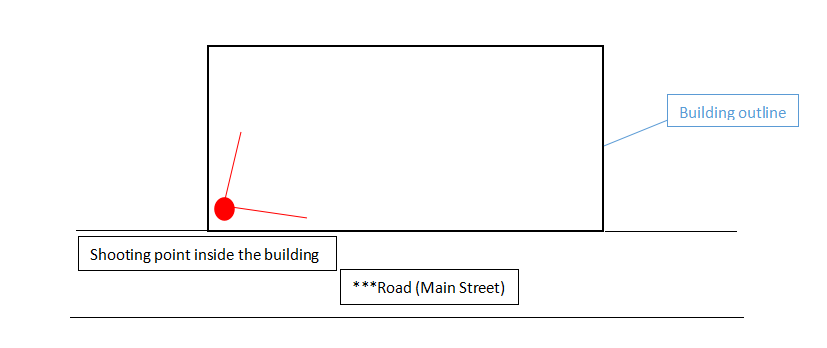 Building outline
Shooting point inside the building
***Road (Main Street)